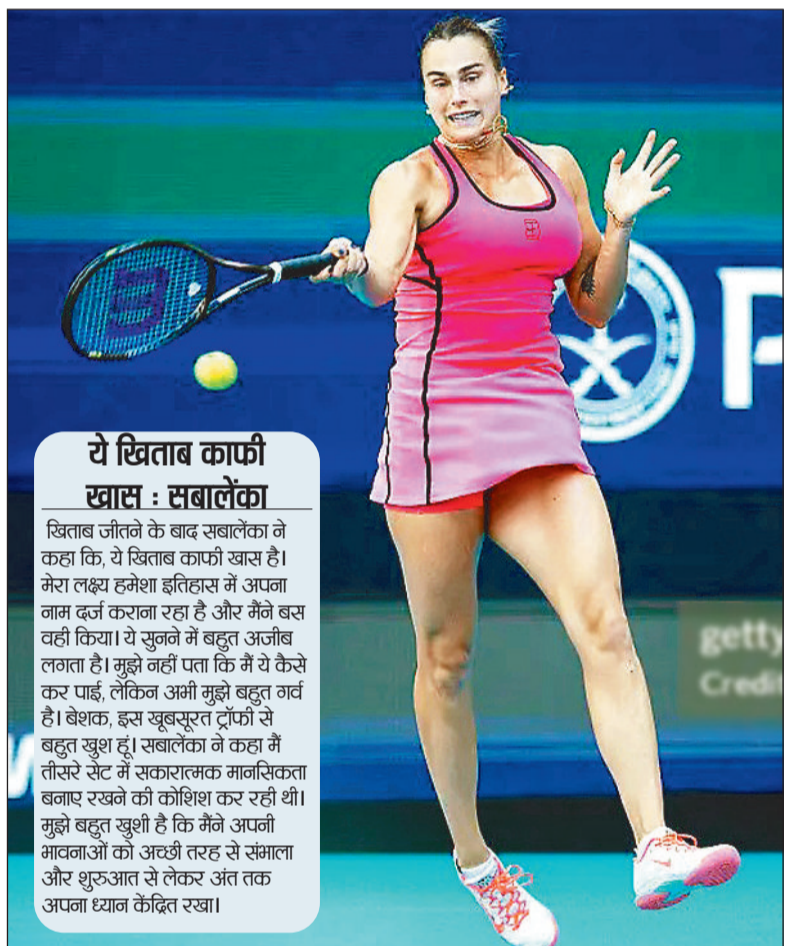 ये खिताब काफी
खास : सबालेंका
खिताब जीतने के बाद सबालेंका ने
कहा कि, ये खिताब काफी खास है।
मेरा लक्ष्य हमेशा इतिहास में अपना
नाम दर्ज कराना रहा है और मैंने बस
वही किया। ये सुनने में बहुत अजीब
लगता है। मुझे नहीं पता कि मैं ये कैसे
कर पाई, लेकिन अभी मुझे बहुत गर्व
है। बेशक, इस खूबसूरत ट्रॉफी से
बहुत खुश हूं। सबालेंका ने कहा मैं
तीसरे सेट में सकारात्मक मानसिकता
बनाए रखने की कोशिश कर रही थी।
मुझे बहुत खुशी है कि मैंने अपनी
भावनाओं को अच्छी तरह से संभाला
और शुरुआत से लेकर अंत तक
अपना ध्यान केंद्रित रखा।
P
getty
Credi